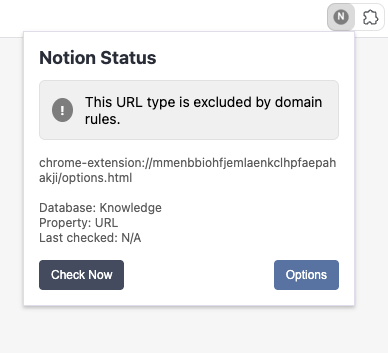 N
Notion Status
!
This URL type is excluded by domain
rules.
chrome-extension://mmenbbiohfjemlaenkclhpfaepah
akji/options.html
Database: Knowledge
Property: URL
Last checked: N/A
Check Now
Options